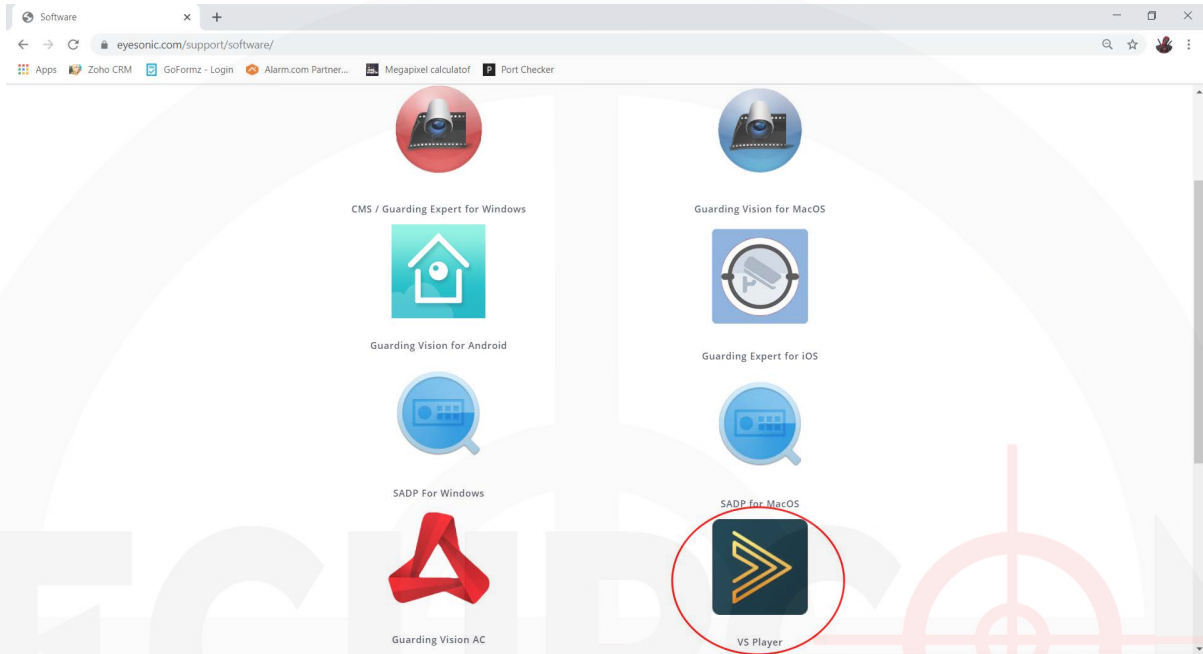 Software
eyesonic.com/support/software/
Apps Zoho CRM GoFormz - Login Alarm.com Partner... Megapixel calculatof P Port Checker
CMS / Guarding Expert for Windows Guarding Vision for MacOS
Guarding Vision for Android Guarding Expert for iOS
SADP For Windows SADP for MacOS
Guarding Vision AC VS Player